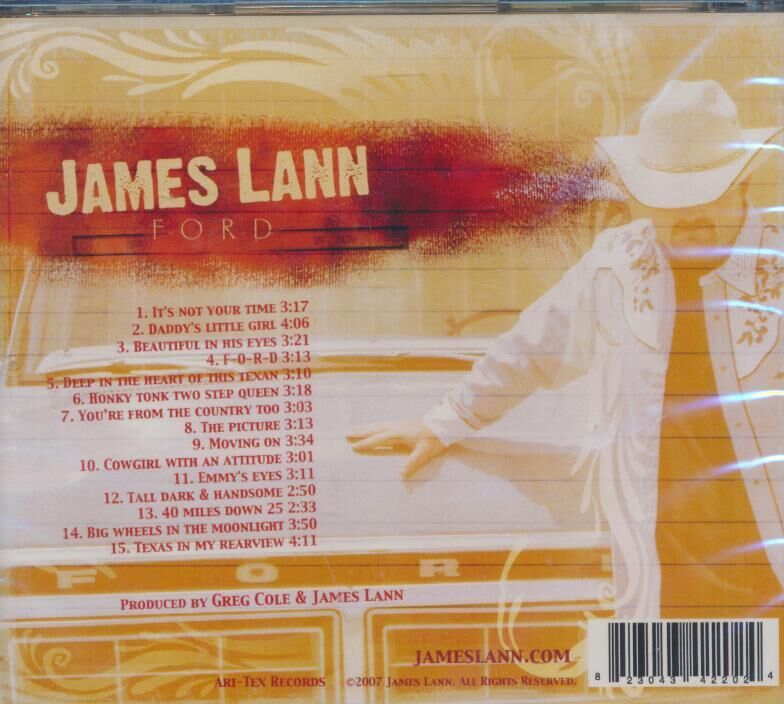 JAMES LANN
FORD
1. IT'S NOT YOUR TIME 3:17
2. DADDY'S LITTLE GIRL 4:06
3. BEAUTIFUL IN HIS EYES 3:21
4. F-O-R-D 3:13
5. DEEP IN THE HEART OF THIS TEXAN 3:10
6. HONKY TONK TWO STEP QUEEN 3:18
7. YOU'RE FROM THE COUNTRY TOO 3:03
8. THE PICTURE 3:13
9. MOVING ON 3:34
10. COWGIRL WITH AN ATTITUDE 3:01
11. EMMY'S EYES 3:11
12. TALL DARK & HANDSOME 2:50
13. 40 MILES DOWN 25 2:33
14. BIG WHEELS IN THE MOONLIGHT 3:50
15. TEXAS IN MY REARVIEW 4:11
FOR
PRODUCED BY GREG COLE & JAMES LANN
JAMESLANN.COM
ARI-TEX RECORDS ©2007 JAMES LANN. ALL RIGHTS RESERVED.
8 23043 42202 4